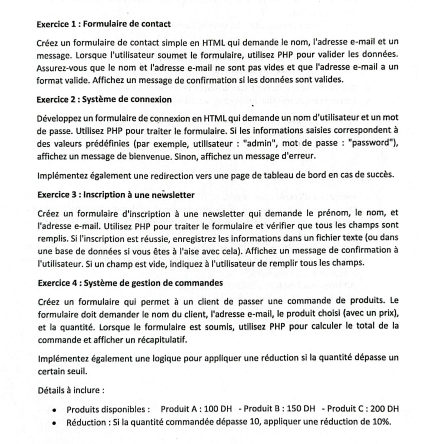 Exercice 1 : Formulaire de contact
Créez un formulaire de contact simple en HTML qui demande le nom, l'adresse e-mail et un
message. Lorsque l'utilisateur soumet le formulaire, utilisez PHP pour valider les données.
Assurez-vous que le nom et l'adresse e-mail ne sont pas vides et que l'adresse e-mail a un
format valide. Affichez un message de confirmation si les données sont valides.
Exercice 2 : Système de connexion
Développez un formulaire de connexion en HTML qui demande un nom d'utilisateur et un mot
de passe. Utilisez PHP pour traiter le formulaire. Si les informations saisies correspondent à
des valeurs prédéfinies (par exemple, utilisateur : "admin", mot de passe : "password"),
affichez un message de bienvenue. Sinon, affichez un message d'erreur.
Implémentez également une redirection vers une page de tableau de bord en cas de succès.
Exercice 3 : Inscription à une newsletter
Créez un formulaire d'inscription à une newsletter qui demande le prénom, le nom, et
l'adresse e-mail. Utilisez PHP pour traiter le formulaire et vérifier que tous les champs sont
remplis. Si l'inscription est réussie, enregistrez les informations dans un fichier texte (ou dans
une base de données si vous êtes à l'aise avec cela). Affichez un message de confirmation à
l'utilisateur. Si un champ est vide, indiquez à l'utilisateur de remplir tous les champs.
Exercice 4 : Système de gestion de commandes
Créez un formulaire qui permet à un client de passer une commande de produits. Le
formulaire doit demander le nom du client, l'adresse e-mail, le produit choisi (avec un prix),
et la quantité. Lorsque le formulaire est soumis, utilisez PHP pour calculer le total de la
commande et afficher un récapitulatif.
Implémentez également une logique pour appliquer une réduction si la quantité dépasse un
certain seuil.
Détails à inclure :
• Produits disponibles : Produit A : 100 DH - Produit B : 150 DH - Produit C : 200 DH
• Réduction : Si la quantité commandée dépasse 10, appliquer une réduction de 10%.